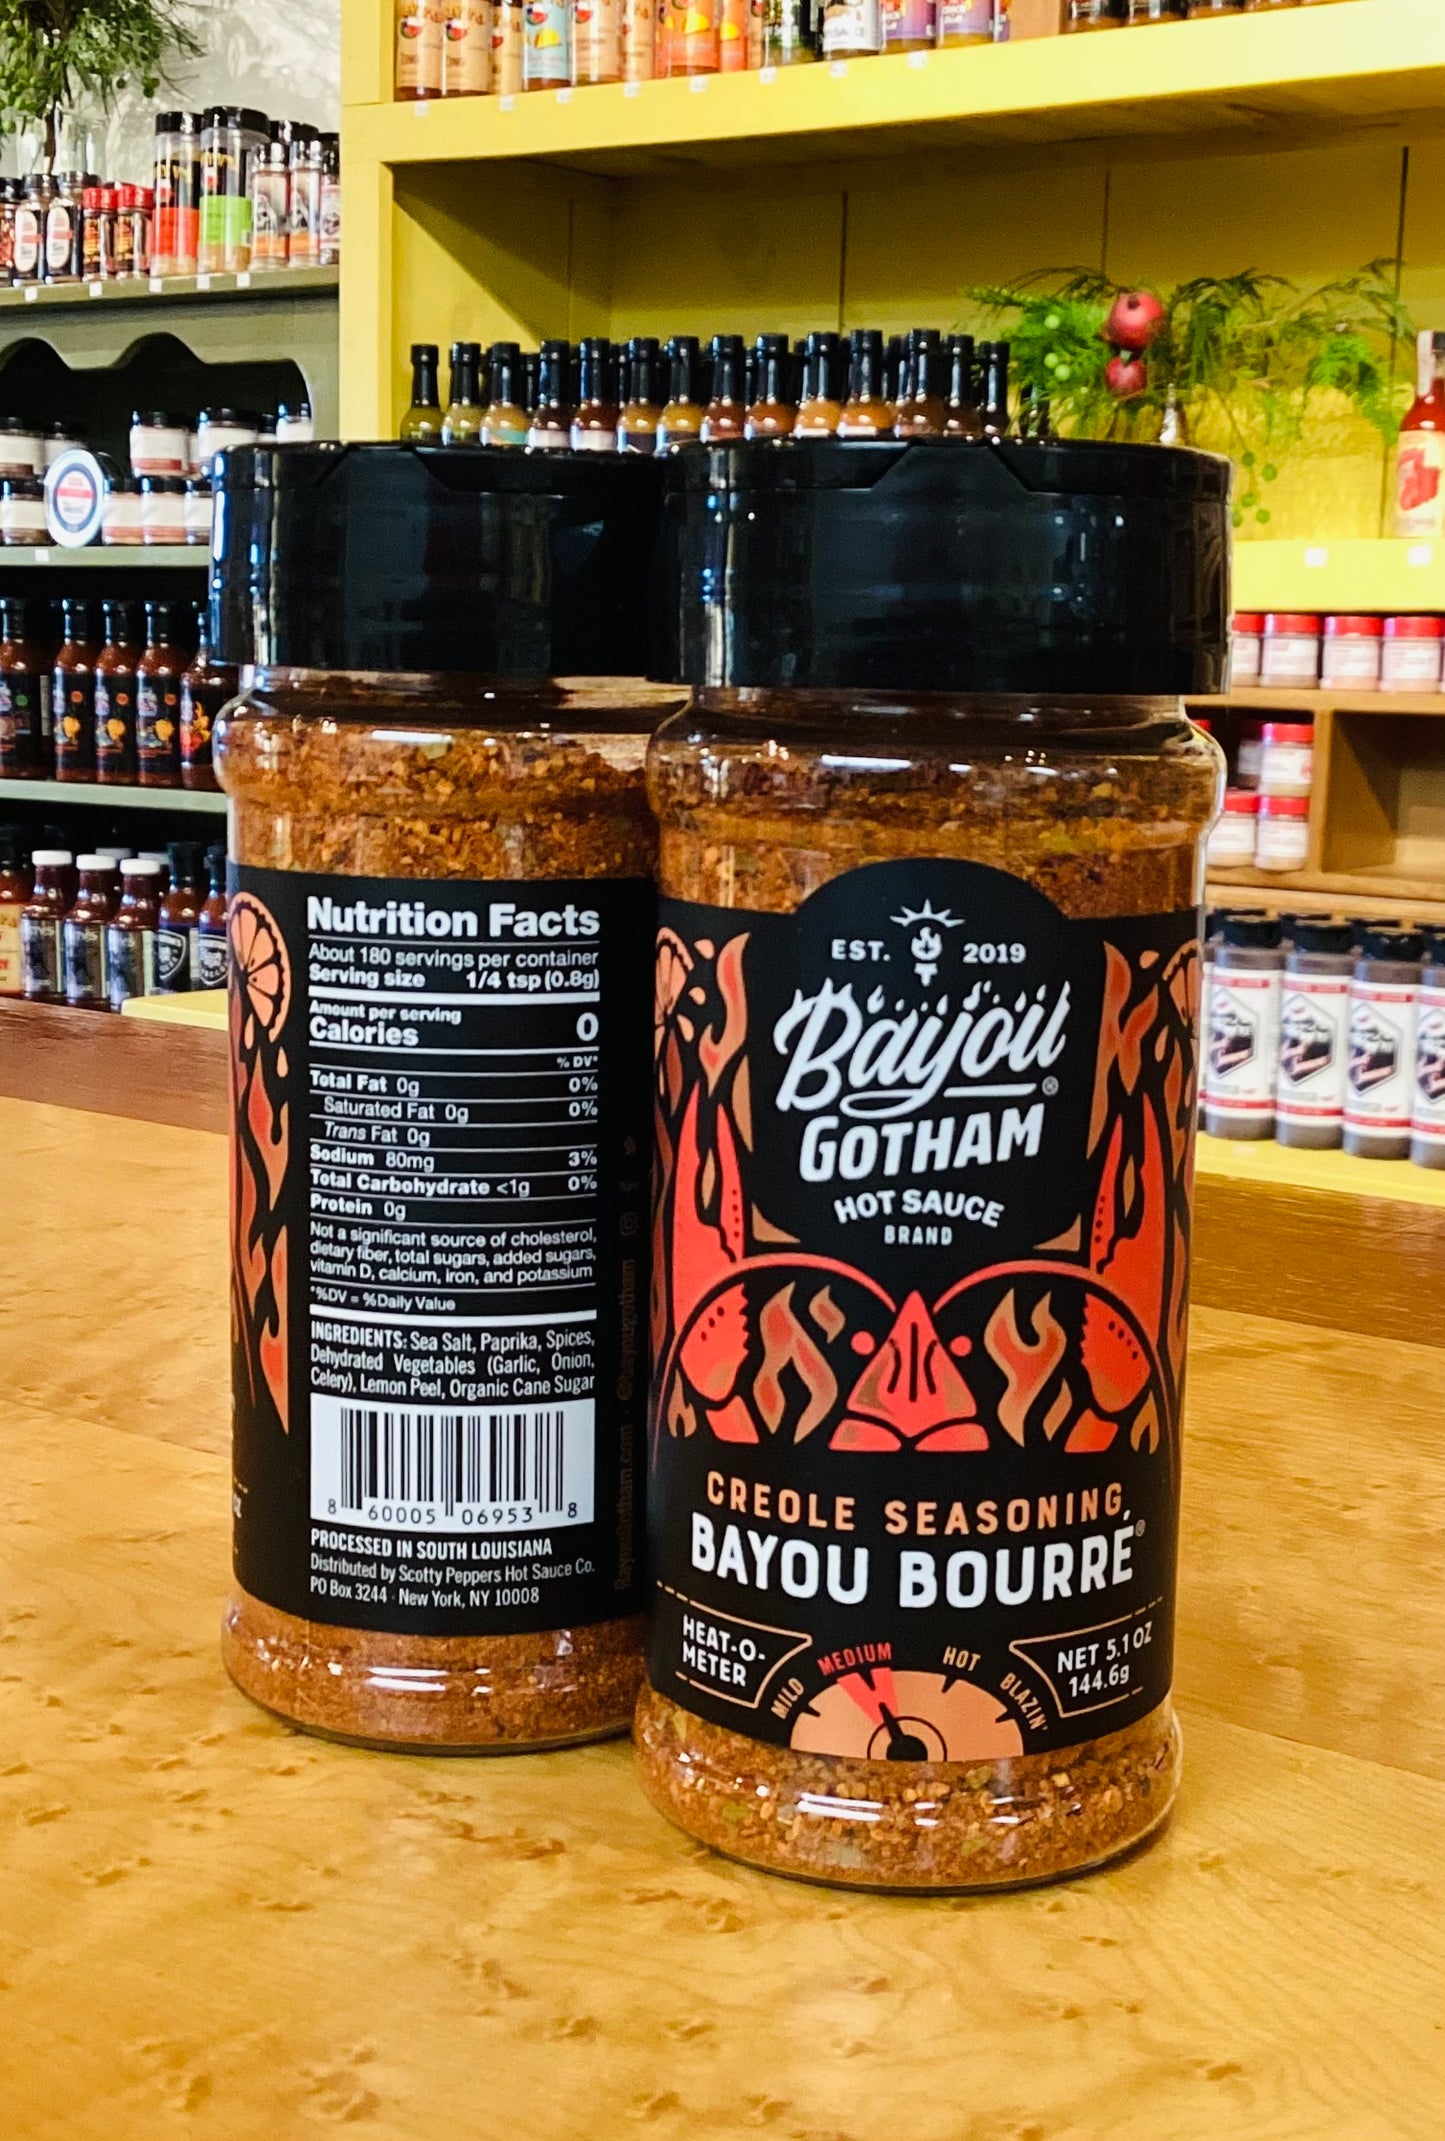 Nutrition Facts
About 180 servings per container
Serving size 1/4 tsp (0.8g)
Amount per serving
Calories 0
% DV*
Total Fat 0g 0%
Saturated Fat 0g 0%
Trans Fat 0g
Sodium 80mg 3%
Total Carbohydrate <1g 0%
Protein 0g
Not a significant source of cholesterol,
dietary fiber, total sugars, added sugars,
vitamin D, calcium, iron, and potassium
*%DV = %Daily Value
INGREDIENTS: Sea Salt, Paprika, Spices,
Dehydrated Vegetables (Garlic, Onion,
Celery), Lemon Peel, Organic Cane Sugar
8 60005 06953 8
PROCESSED IN SOUTH LOUISIANA
Distributed by Scotty Peppers Hot Sauce Co.
PO Box 3244 · New York, NY 10008
BayouGotham.com · @bayougotham
EST. 2019
Bayou®
GOTHAM
HOT SAUCE
BRAND
CREOLE SEASONING
BAYOU BOURRÉ®
HEAT-O-
METER
MILD MEDIUM HOT BLAZIN'
NET 5.1 OZ
144.6g